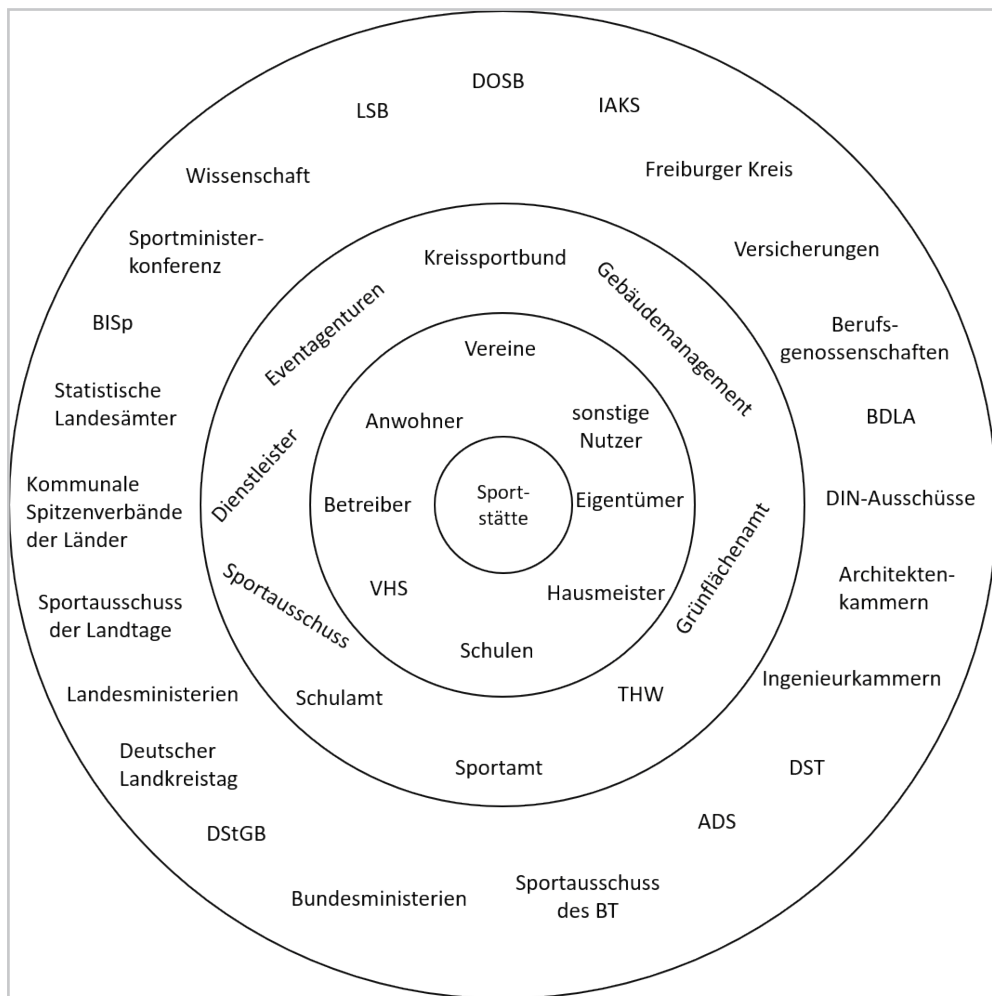 DOSB
IAKS
LSB
Freiburger Kreis
Wissenschaft
Sportminister-
konferenz
Versicherungen
BISp
Berufs-
genossenschaften
Statistische
Landesämter
BDLA
Kommunale
Spitzenverbände
der Länder
DIN-Ausschüsse
Sportausschuss
der Landtage
Architekten-
kammern
Landesministerien
Ingenieurkammern
Deutscher
Landkreistag
DST
DStGB
ADS
Bundesministerien
Sportausschuss
des BT
Kreissportbund
Gebäudemanagement
Eventagenturen
Dienstleister
Grünflächenamt
Sportausschuss
Schulamt
THW
Sportamt
Vereine
Anwohner
sonstige
Nutzer
Betreiber
Eigentümer
VHS
Hausmeister
Schulen
Sport-
stätte